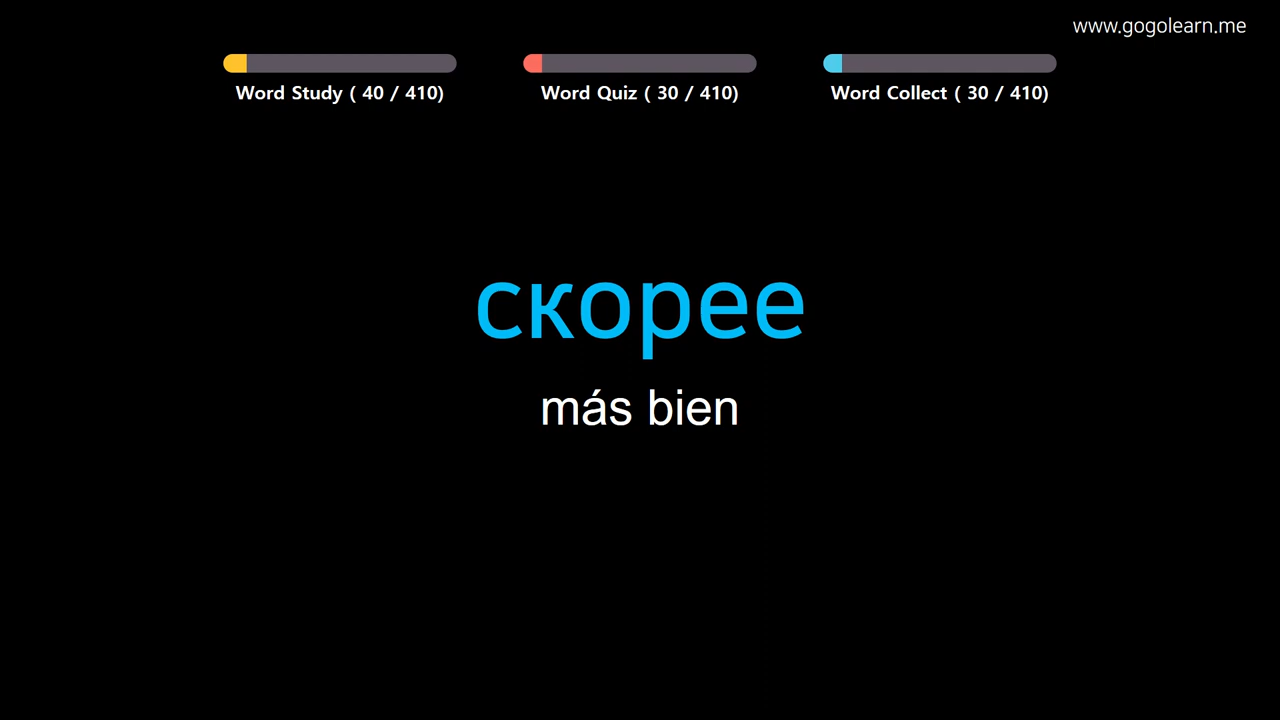 www.gogolearn.me
Word Study ( 40 / 410)
Word Quiz ( 30 / 410)
Word Collect ( 30 / 410)
скорее
más bien